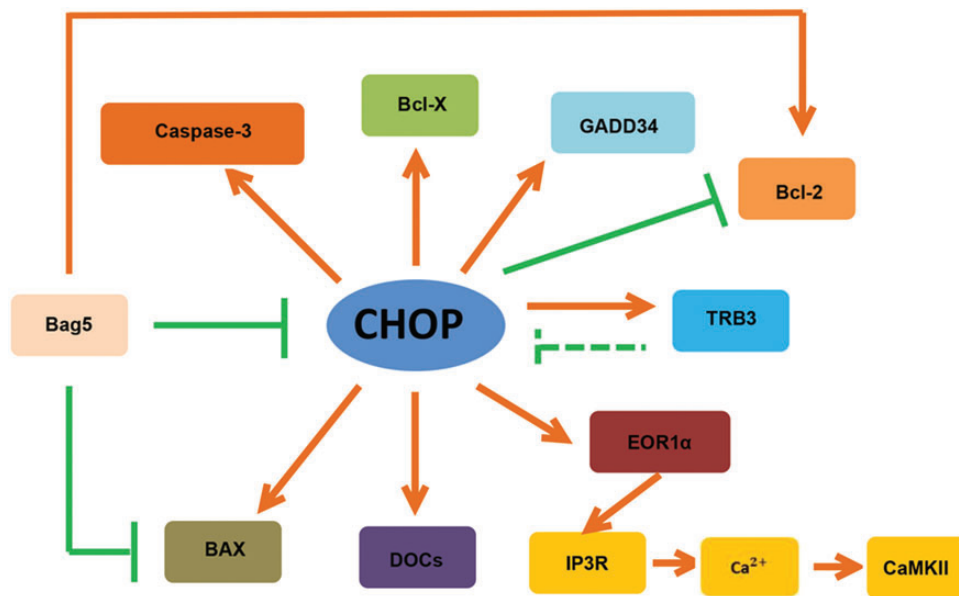 Bcl-X
Caspase-3
GADD34
Bcl-2
Bag5
CHOP
TRB3
EOR1α
BAX
DOCs
IP3R
Ca²⁺
CaMKII